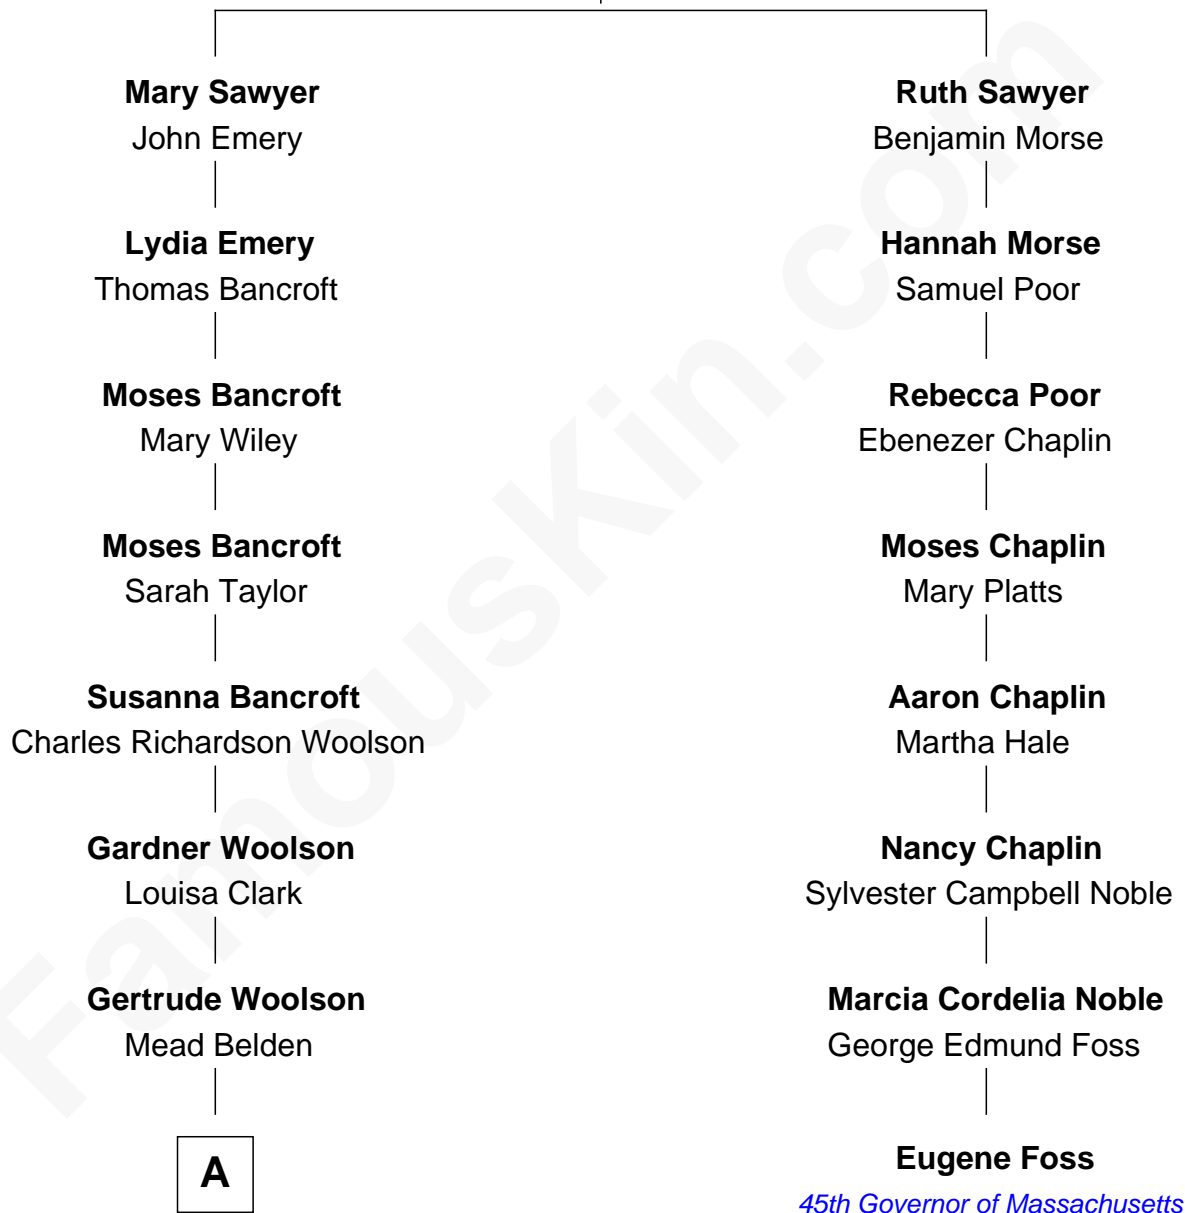 Mary Sawyer
John Emery
Lydia Emery
Thomas Bancroft
Moses Bancroft
Mary Wiley
Moses Bancroft
Sarah Taylor
Susanna Bancroft
Charles Richardson Woolson
Gardner Woolson
Louisa Clark
Gertrude Woolson
Mead Belden
A
Ruth Sawyer
Benjamin Morse
Hannah Morse
Samuel Poor
Rebecca Poor
Ebenezer Chaplin
Moses Chaplin
Mary Platts
Aaron Chaplin
Martha Hale
Nancy Chaplin
Sylvester Campbell Noble
Marcia Cordelia Noble
George Edmund Foss
Eugene Foss
45th Governor of Massachusetts
FamousKin.com